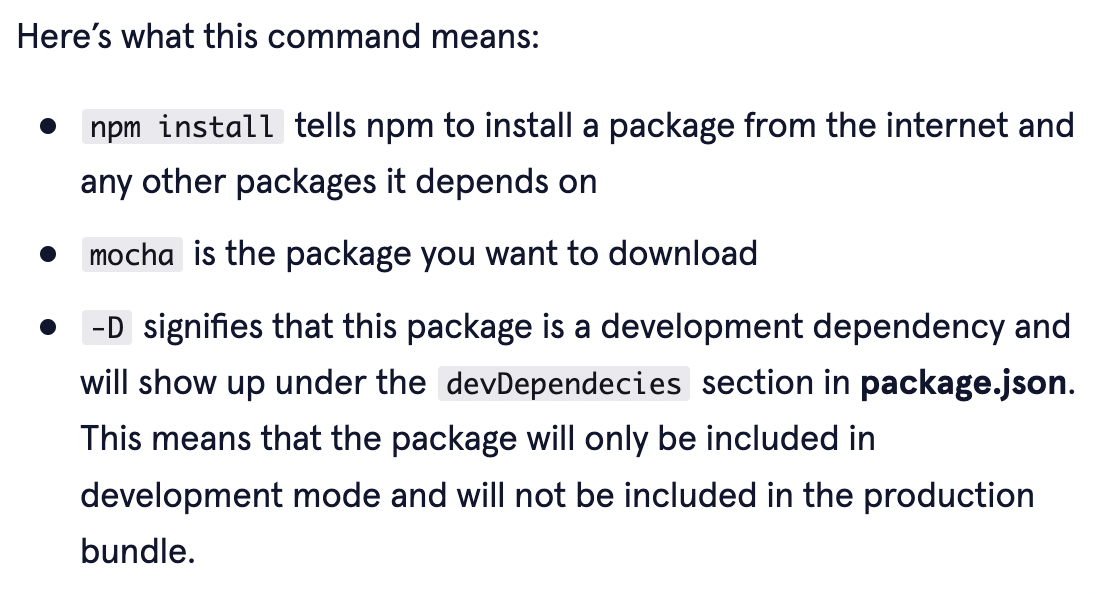 Here’s what this command means:
● npm install tells npm to install a package from the internet and
any other packages it depends on
● mocha is the package you want to download
● -D signifies that this package is a development dependency and
will show up under the devDependecies section in package.json.
This means that the package will only be included in
development mode and will not be included in the production
bundle.